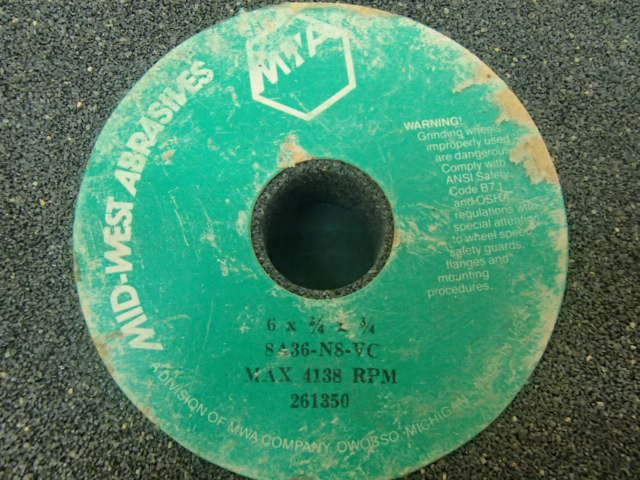 MWA
MID-WEST ABRASIVES
WARNING!
Grinding wheels
improperly used
are dangerous
Comply with
ANSI Safety
Code B7.1
and OSHA
regulations with
special attention
to wheel speed
safety guards,
flanges and
mounting
procedures.
6 x ¾ x ¾
8A36-N8-VC
MAX 4138 RPM
261350
A DIVISION OF MWA COMPANY, OWOSSO, MICHIGAN